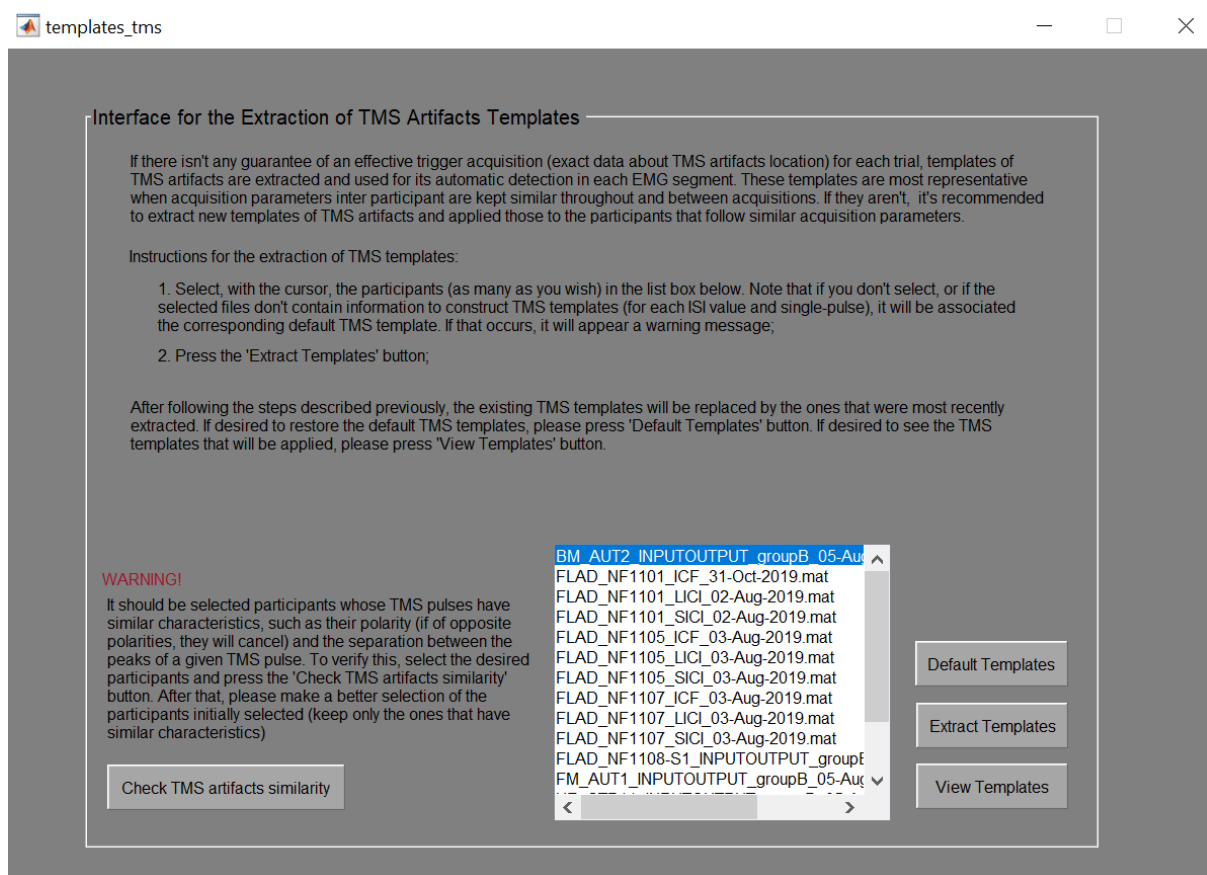 templates_tms
Interface for the Extraction of TMS Artifacts Templates
If there isn't any guarantee of an effective trigger acquisition (exact data about TMS artifacts location) for each trial, templates of
TMS artifacts are extracted and used for its automatic detection in each EMG segment. These templates are most representative
when acquisition parameters inter participant are kept similar throughout and between acquisitions. If they aren't, it's recommended
to extract new templates of TMS artifacts and applied those to the participants that follow similar acquisition parameters.
Instructions for the extraction of TMS templates:
1. Select, with the cursor, the participants (as many as you wish) in the list box below. Note that if you don't select, or if the
selected files don't contain information to construct TMS templates (for each ISI value and single-pulse), it will be associated
the corresponding default TMS template. If that occurs, it will appear a warning message;
2. Press the 'Extract Templates' button;
After following the steps described previously, the existing TMS templates will be replaced by the ones that were most recently
extracted. If desired to restore the default TMS templates, please press 'Default Templates' button. If desired to see the TMS
templates that will be applied, please press 'View Templates' button.
WARNING!
It should be selected participants whose TMS pulses have
similar characteristics, such as their polarity (if of opposite
polarities, they will cancel) and the separation between the
peaks of a given TMS pulse. To verify this, select the desired
participants and press the 'Check TMS artifacts similarity'
button. After that, please make a better selection of the
participants initially selected (keep only the ones that have
similar characteristics)
Check TMS artifacts similarity
BM_AUT2_INPUTOUTPUT_groupB_05-Aug
FLAD_NF1101_ICF_31-Oct-2019.mat
FLAD_NF1101_LICI_02-Aug-2019.mat
FLAD_NF1101_SICI_02-Aug-2019.mat
FLAD_NF1105_ICF_03-Aug-2019.mat
FLAD_NF1105_LICI_03-Aug-2019.mat
FLAD_NF1105_SICI_03-Aug-2019.mat
FLAD_NF1107_ICF_03-Aug-2019.mat
FLAD_NF1107_LICI_03-Aug-2019.mat
FLAD_NF1107_SICI_03-Aug-2019.mat
FLAD_NF1108-S1_INPUTOUTPUT_groupB
FM_AUT1_INPUTOUTPUT_groupB_05-Aug
Default Templates
Extract Templates
View Templates